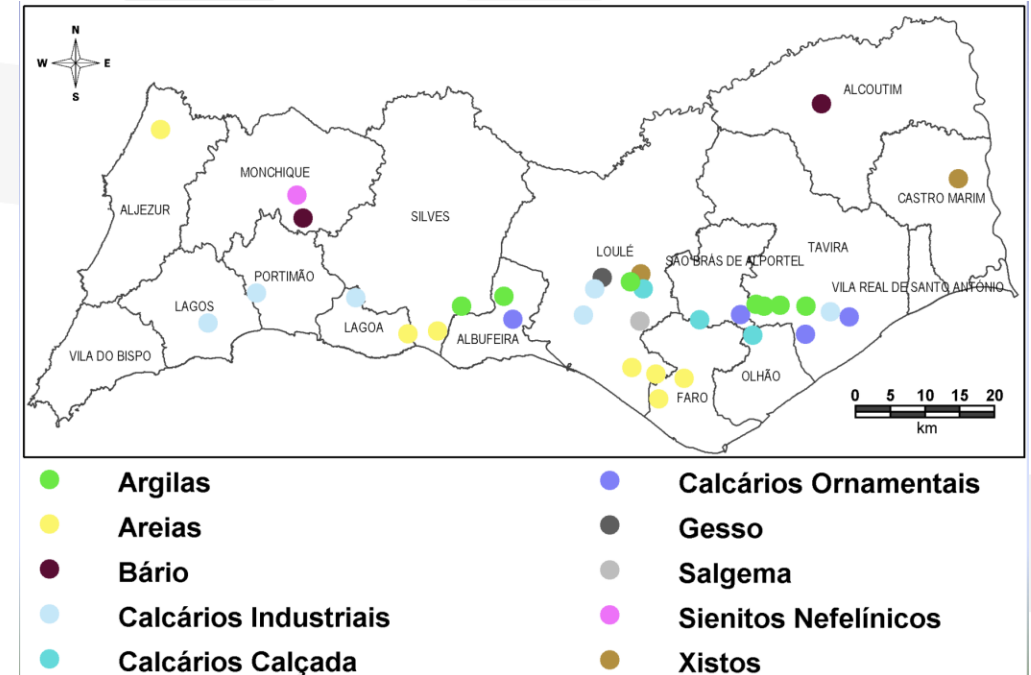 N
W E
S
ALCOUTIM
MONCHIQUE
CASTRO MARIM
ALJEZUR
SILVES
TAVIRA
LOULÉ
SÃO BRÁS DE ALPORTEL
PORTIMÃO
VILA REAL DE SANTO ANTÓNIO
LAGOS
LAGOA
ALBUFEIRA
VILA DO BISPO
OLHÃO
FARO
0 5 10 15 20
km
Argilas
Areias
Bário
Calcários Industriais
Calcários Calçada
Calcários Ornamentais
Gesso
Salgema
Sienitos Nefelínicos
Xistos